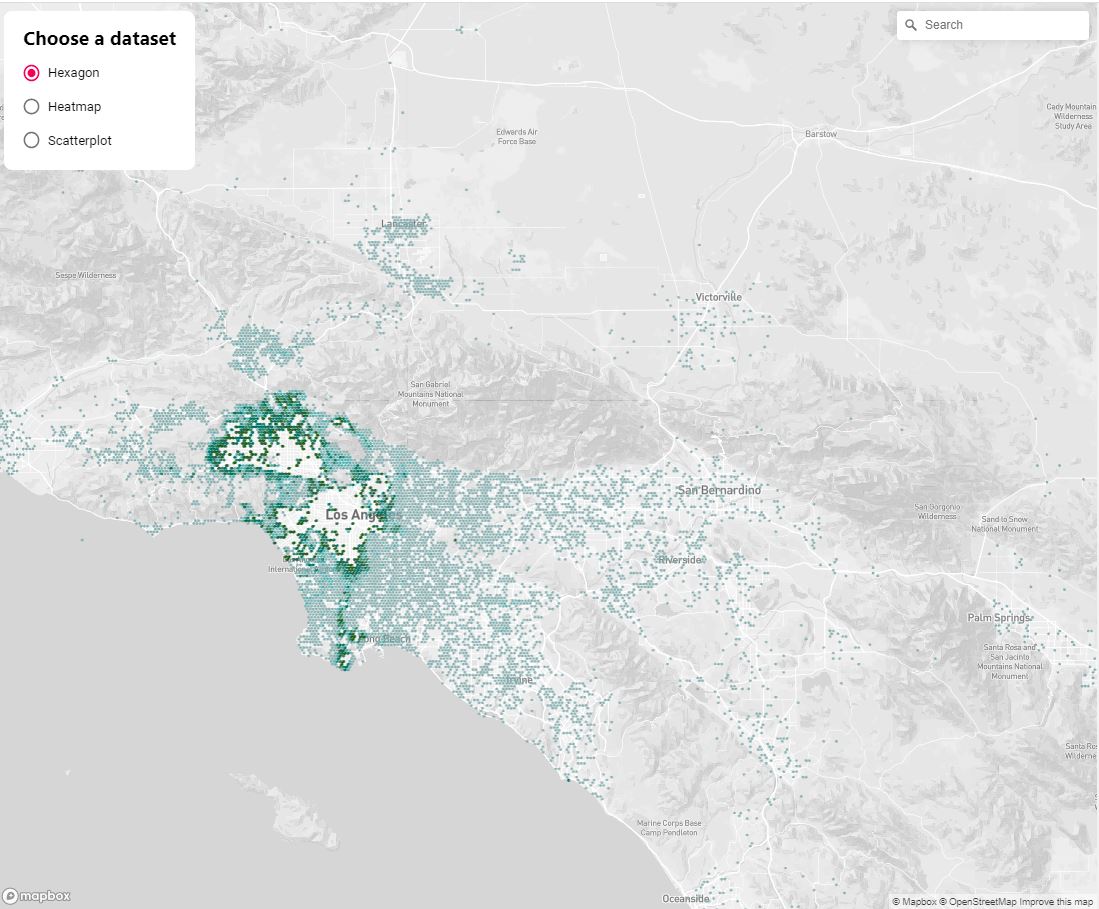 Choose a dataset
Hexagon
Heatmap
Scatterplot
Search
Edwards Air
Force Base
Barstow
Cady Mountain
Wilderness
Study Area
Lancaster
Sespe Wilderness
Victorville
San Gabriel
Mountains National
Monument
Los Ange
San Bernardino
San Gorgonio
Wilderness
Sand to Snow
National Monument
Internation
Riverside
Palm Springs
Long Beach
Santa Rosa and
San Jacinto
Mountains National
Monument
Irvine
Santa Ros
Wilderne
Marine Corps Base
Camp Pendleton
Oceanside
mapbox
© Mapbox © OpenStreetMap Improve this map